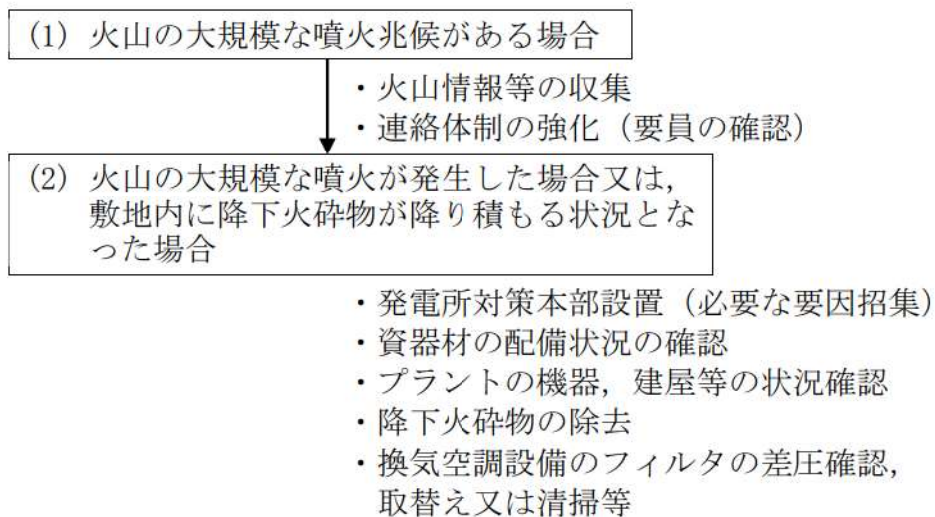 (1) 火山の大規模な噴火兆候がある場合
・火山情報等の収集
・連絡体制の強化（要員の確認）
(2) 火山の大規模な噴火が発生した場合又は，
敷地内に降下火砕物が降り積もる状況とな
った場合
・発電所対策本部設置（必要な要因招集）
・資器材の配備状況の確認
・プラントの機器，建屋等の状況確認
・降下火砕物の除去
・換気空調設備のフィルタの差圧確認，
取替え又は清掃等